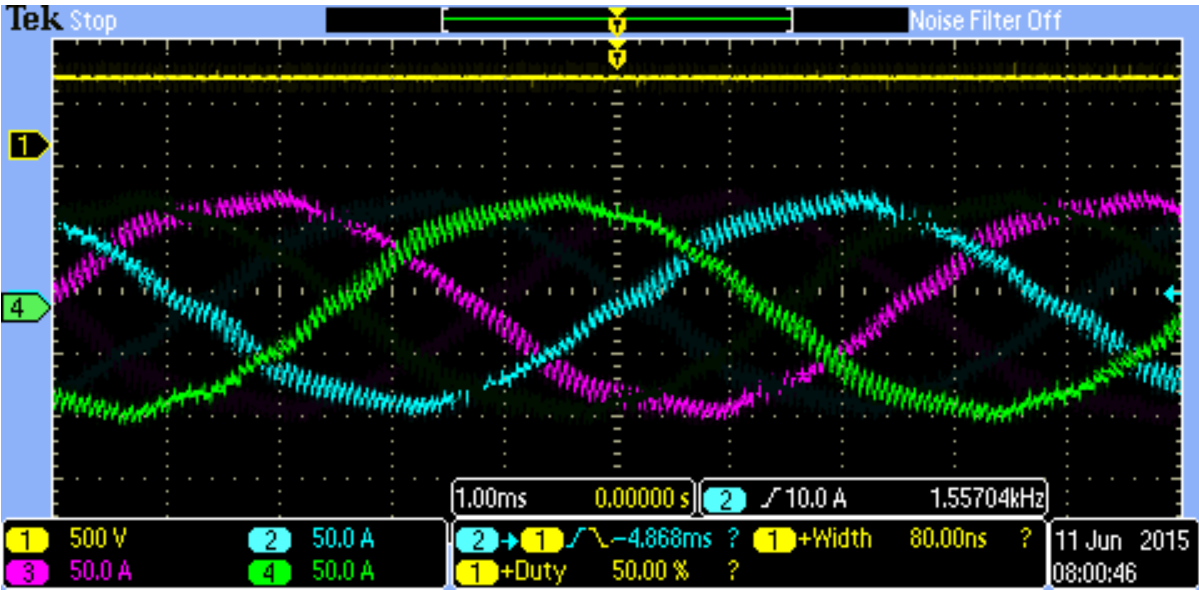 Tek Stop Noise Filter Off
T
T
1
4
1.00ms 0.00000 s 2 10.0 A 1.55704kHz
1 500 V 2 50.0 A 2 1 -4.868ms ? 1 +Width 80.00ns ? 11 Jun 2015
3 50.0 A 4 50.0 A 1 +Duty 50.00 % ? 08:00:46